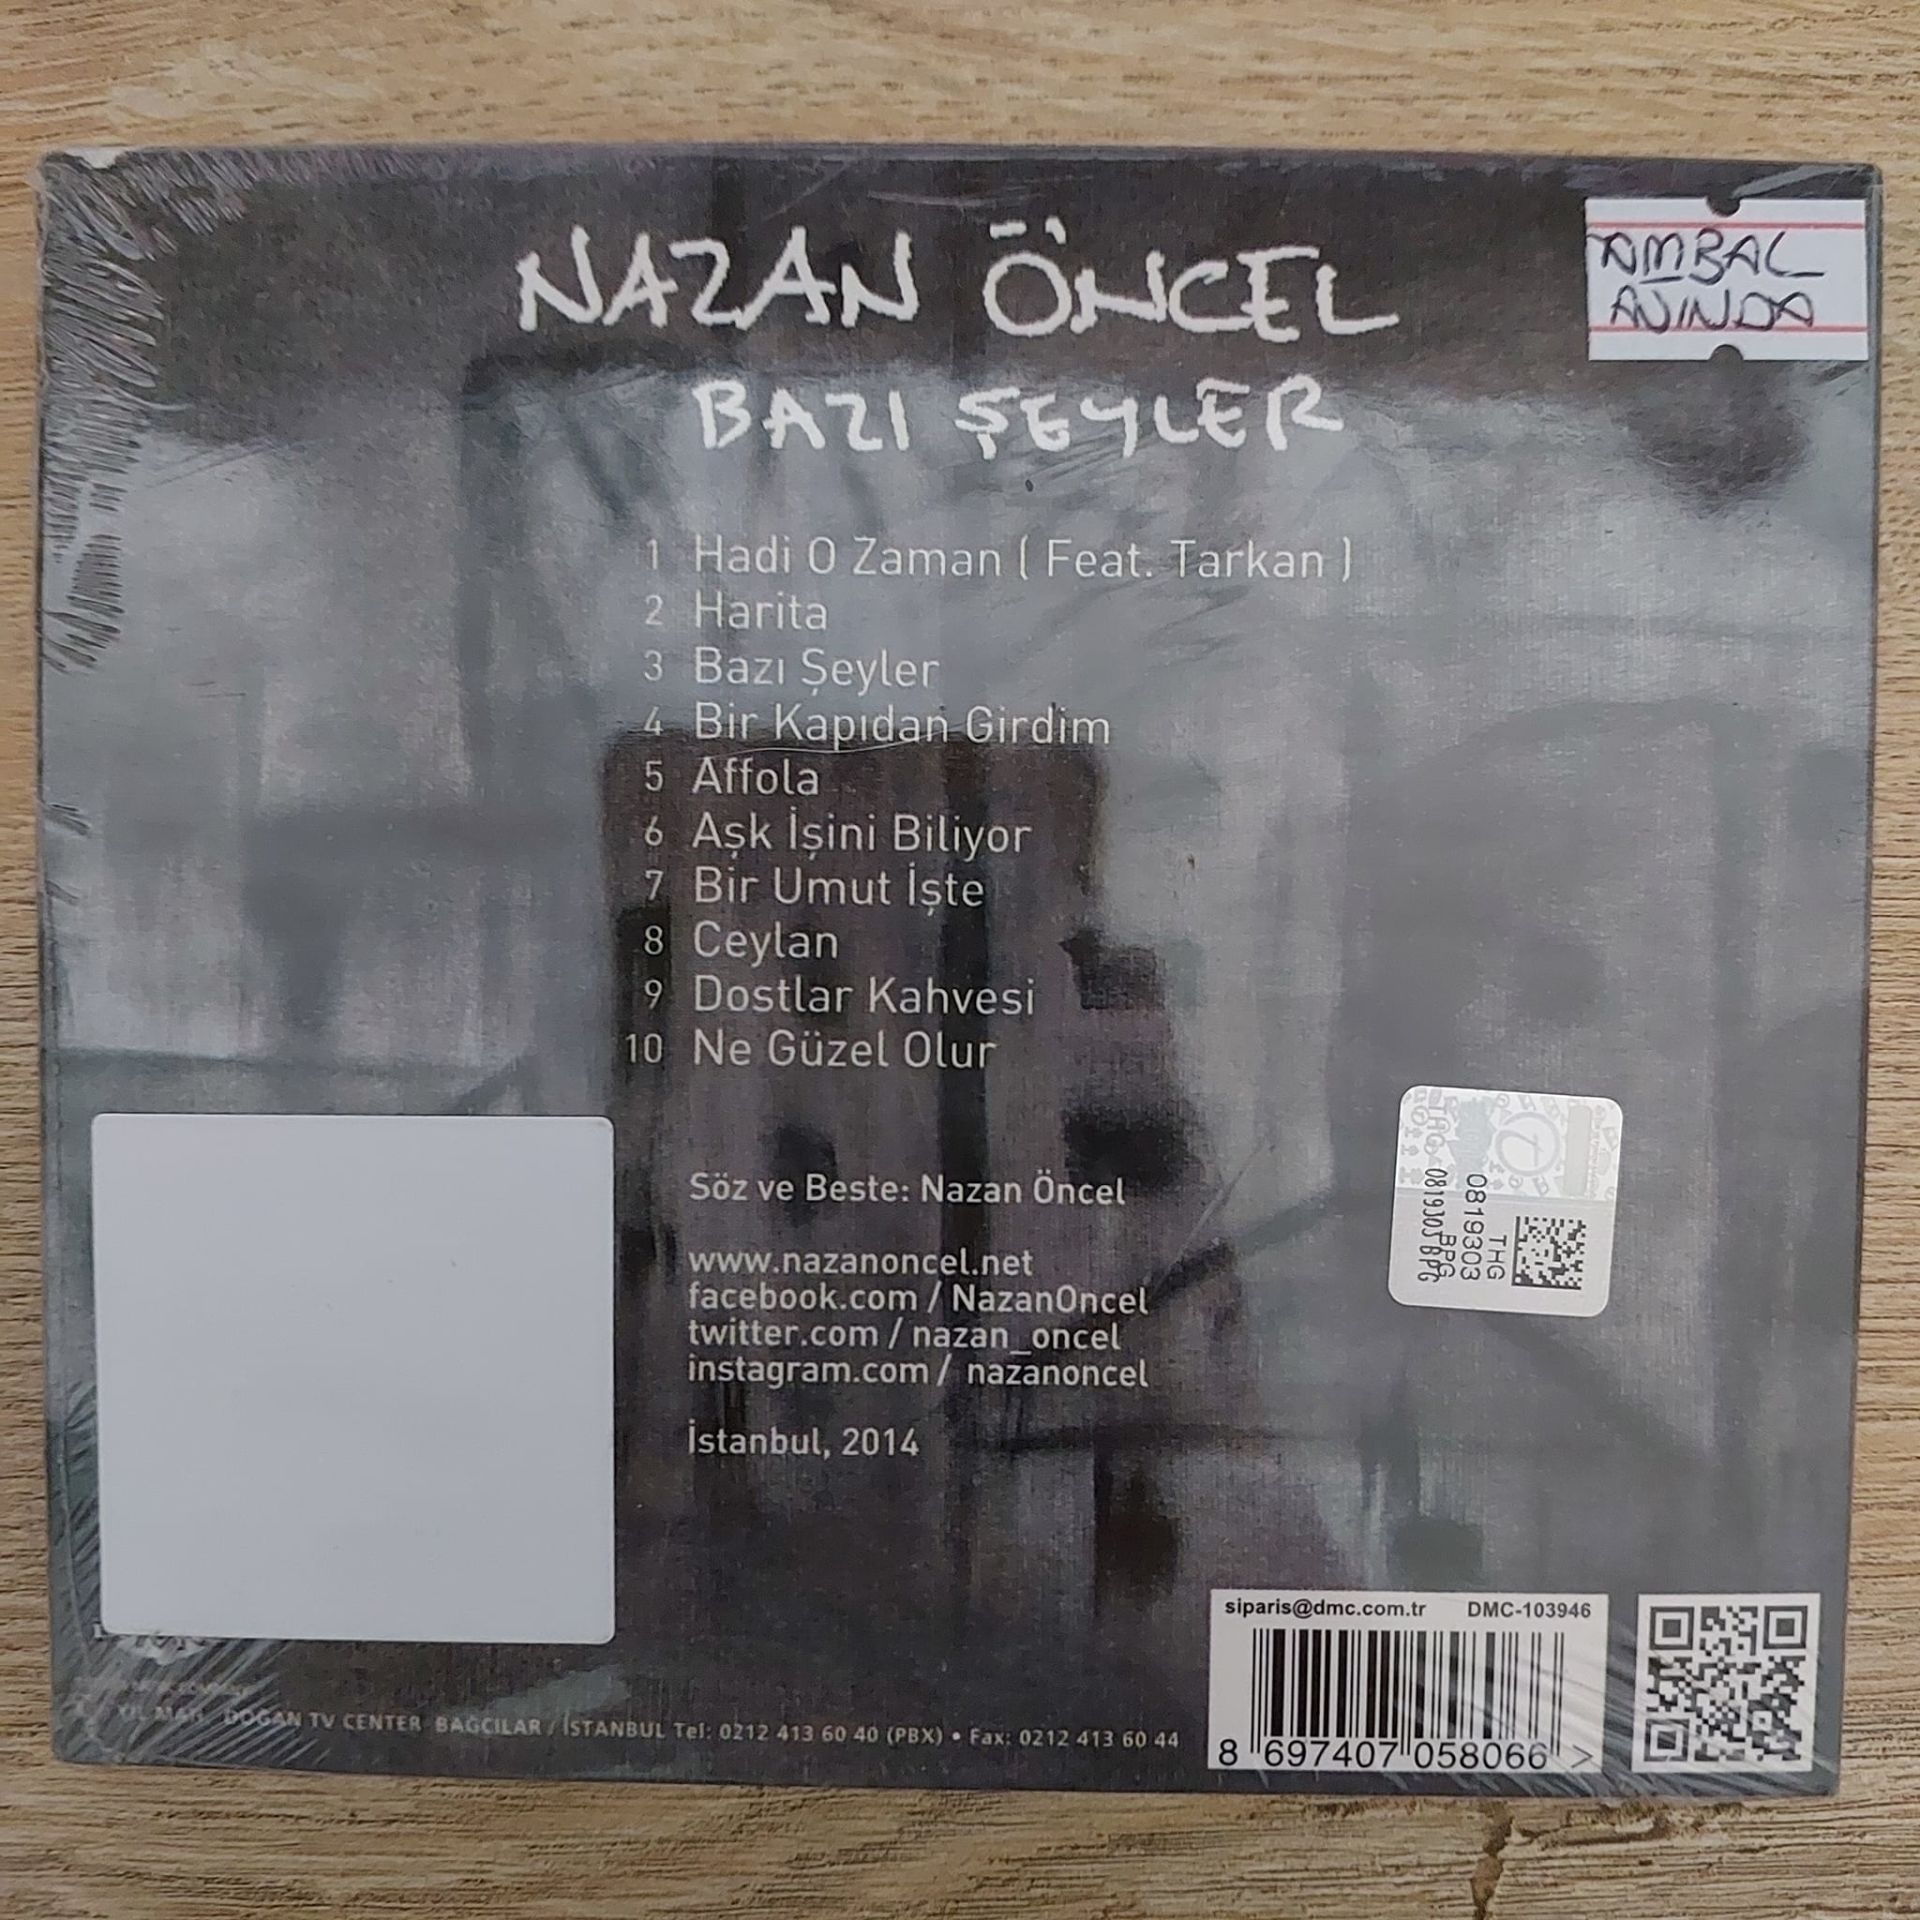 NAZAN ÖNCEL
AMBAL
AJINDA
BAZI ŞEYLER
1 Hadi O Zaman ( Feat. Tarkan )
2 Harita
3 Bazı Şeyler
4 Bir Kapıdan Girdim
5 Affola
6 Aşk İşini Biliyor
7 Bir Umut İşte
8 Ceylan
9 Dostlar Kahvesi
10 Ne Güzel Olur
Söz ve Beste: Nazan Öncel
www.nazanoncel.net
facebook.com / NazanOncel
twitter.com / nazan_oncel
instagram.com / nazanoncel
İstanbul, 2014
THG
0819303
BPG
siparis@dmc.com.tr DMC-103946
8 697407 058066 >
DOĞAN TV CENTER BAĞCILAR / İSTANBUL Tel: 0212 413 60 40 (PBX) • Fax: 0212 413 60 44